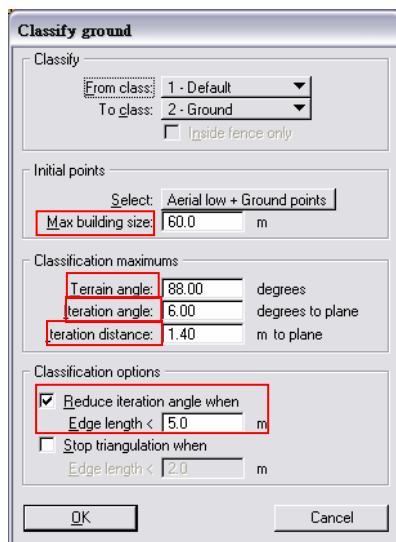 Classify ground
Classify
From class: 1 - Default
To class: 2 - Ground
Inside fence only
Initial points
Select: Aerial low + Ground points
Max building size: 60.0 m
Classification maximums
Terrain angle: 88.00 degrees
Iteration angle: 6.00 degrees to plane
Iteration distance: 1.40 m to plane
Classification options
Reduce iteration angle when
Edge length < 5.0 m
Stop triangulation when
Edge length < 2.0 m
OK Cancel